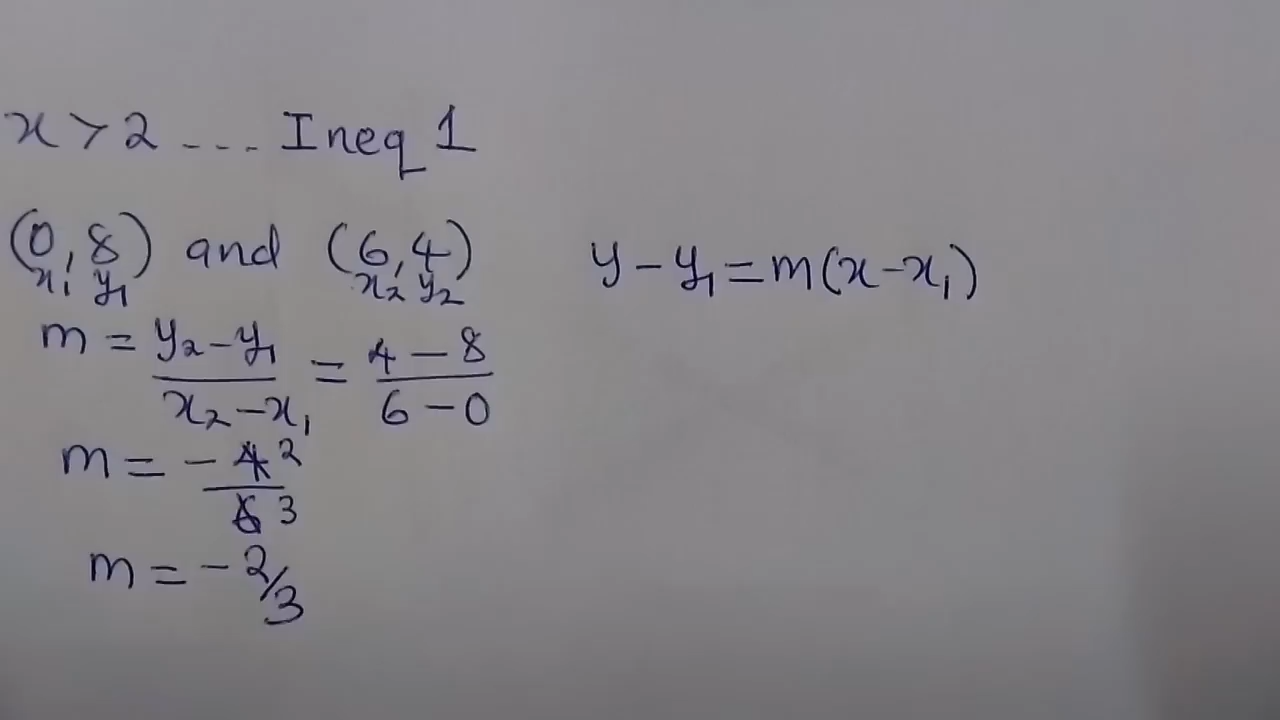 x > 2 ... Ineq 1
(0, 8) and (6, 4)
x₁ y₁ x₂ y₂
m = y₂ - y₁ / x₂ - x₁ = 4 - 8 / 6 - 0
m = - 4 2 / 6 3
m = - 2/3
y - y₁ = m(x - x₁)